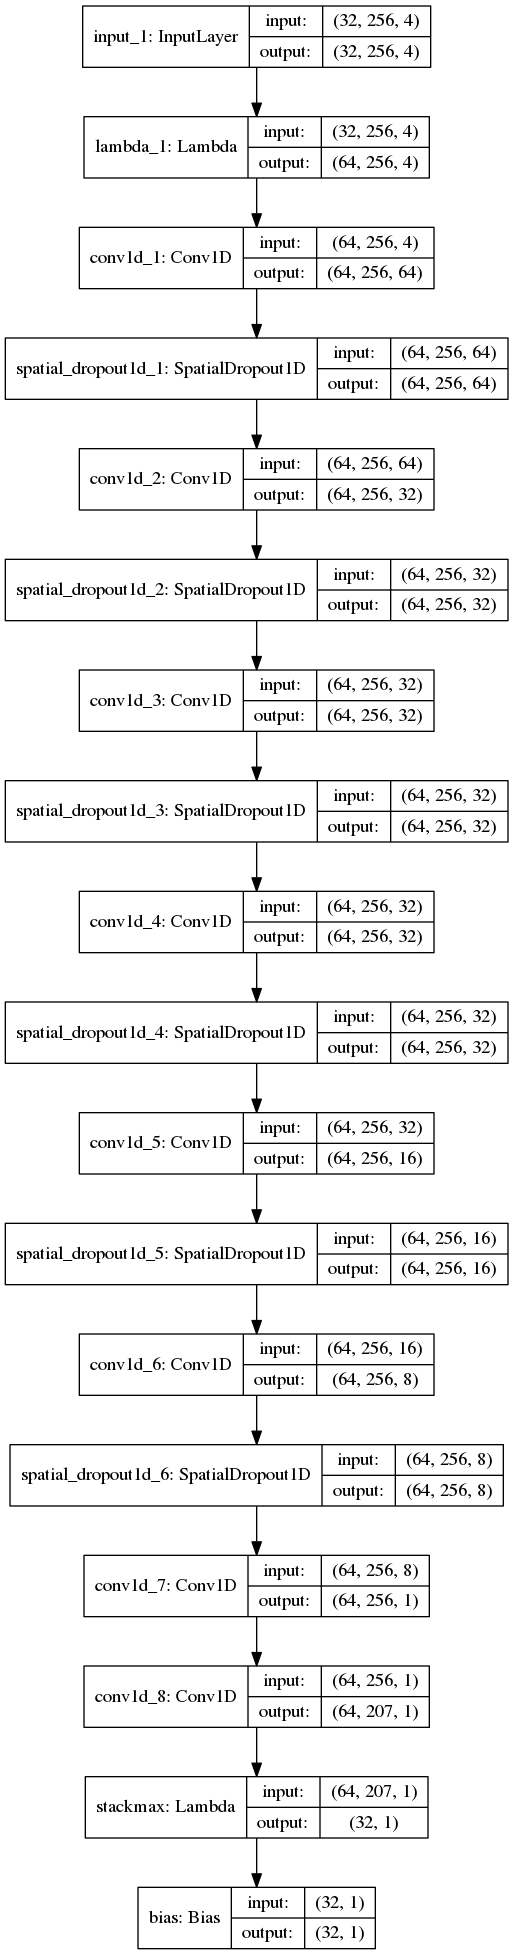 input_1: InputLayer
input: (32, 256, 4)
output: (32, 256, 4)
lambda_1: Lambda
input: (32, 256, 4)
output: (64, 256, 4)
conv1d_1: Conv1D
input: (64, 256, 4)
output: (64, 256, 64)
spatial_dropout1d_1: SpatialDropout1D
input: (64, 256, 64)
output: (64, 256, 64)
conv1d_2: Conv1D
input: (64, 256, 64)
output: (64, 256, 32)
spatial_dropout1d_2: SpatialDropout1D
input: (64, 256, 32)
output: (64, 256, 32)
conv1d_3: Conv1D
input: (64, 256, 32)
output: (64, 256, 32)
spatial_dropout1d_3: SpatialDropout1D
input: (64, 256, 32)
output: (64, 256, 32)
conv1d_4: Conv1D
input: (64, 256, 32)
output: (64, 256, 32)
spatial_dropout1d_4: SpatialDropout1D
input: (64, 256, 32)
output: (64, 256, 32)
conv1d_5: Conv1D
input: (64, 256, 32)
output: (64, 256, 16)
spatial_dropout1d_5: SpatialDropout1D
input: (64, 256, 16)
output: (64, 256, 16)
conv1d_6: Conv1D
input: (64, 256, 16)
output: (64, 256, 8)
spatial_dropout1d_6: SpatialDropout1D
input: (64, 256, 8)
output: (64, 256, 8)
conv1d_7: Conv1D
input: (64, 256, 8)
output: (64, 256, 1)
conv1d_8: Conv1D
input: (64, 256, 1)
output: (64, 207, 1)
stackmax: Lambda
input: (64, 207, 1)
output: (32, 1)
bias: Bias
input: (32, 1)
output: (32, 1)